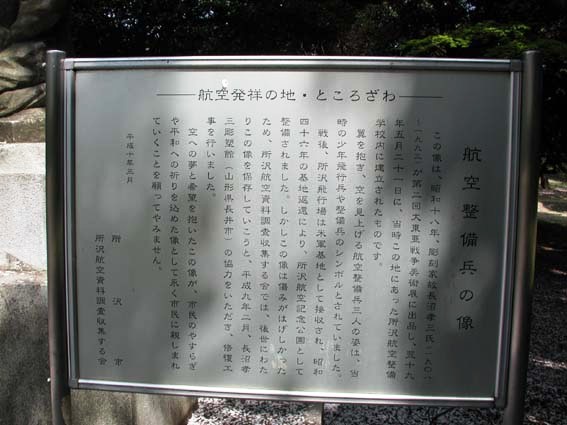 航空発祥の地・ところざわ
航空整備兵の像
この像は、昭和十八年、彫刻家故長沼孝三氏(一九〇八
〜一九九三)が第二回大東亜戦争美術展に出品し、翌十九
年五月二十一日に、当時この地にあった所沢航空整備
学校内に建立されたものです。
翼を抱き、空を見上げる航空整備兵三人の姿は、当
時の少年飛行兵や整備兵のシンボルとされていました。
戦後、所沢飛行場は米軍基地として接収され、昭和
四十六年の基地返還により、所沢航空記念公園として
整備されました。しかしこの像は傷みがはげしかった
ため、所沢航空資料調査収集する会では、後世にわた
りこの像を保存していこうと、平成九年二月、長沼孝
三彫塑館(山形県長井市)の協力をいただき、修復工
事を行いました。
空への夢と希望を抱いたこの像が、市民のやすらぎ
や平和への祈りを込めた像として永く市民に親しまれ
ていくことを願ってやみません。
平成十年三月
所沢市
所沢航空資料調査収集する会